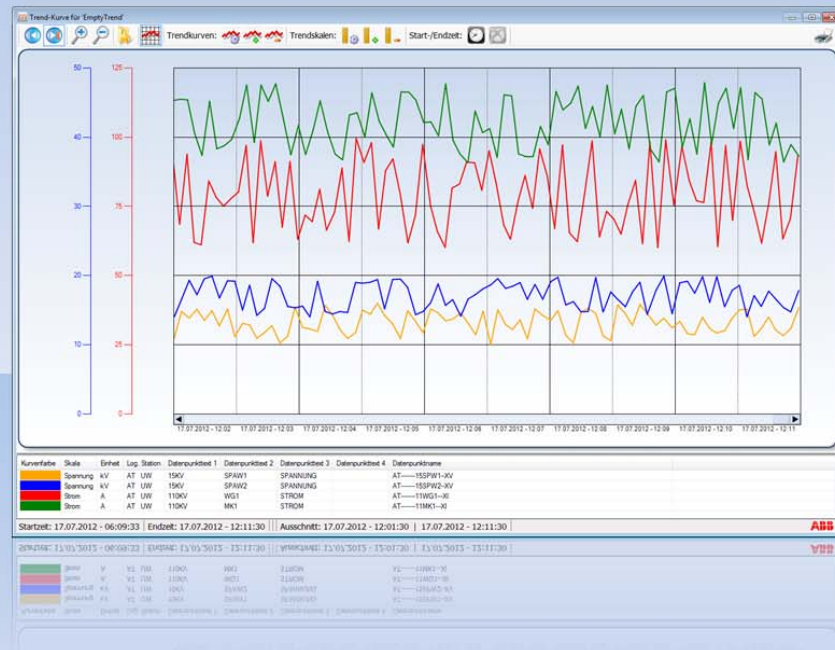 Trend-Kurve für 'EmptyTrend'
Trendkurven: Trendskalen: Start-/Endzeit:
50 125
40 100
30 75
20 50
10 25
0 0
17.07.2012 - 12:02 17.07.2012 - 12:03 17.07.2012 - 12:04 17.07.2012 - 12:05 17.07.2012 - 12:06 17.07.2012 - 12:07 17.07.2012 - 12:08 17.07.2012 - 12:09 17.07.2012 - 12:10 17.07.2012 - 12:11
Kurvenfarbe Skala Einheit Log. Station Datenpunkttext 1 Datenpunkttext 2 Datenpunkttext 3 Datenpunkttext 4 Datenpunktname
Spannung kV AT UW 15KV SPAW1 SPANNUNG AT-----15SPW1-XV
Spannung kV AT UW 15KV SPAW2 SPANNUNG AT-----15SPW2-XV
Strom A AT UW 110KV WG1 STROM AT-----11WG1--XI
Strom A AT UW 110KV MK1 STROM AT-----11MK1--XI
Startzeit: 17.07.2012 - 06:09:33 | Endzeit: 17.07.2012 - 12:11:30 || Ausschnitt: 17.07.2012 - 12:01:30 | 17.07.2012 - 12:11:30
ABB